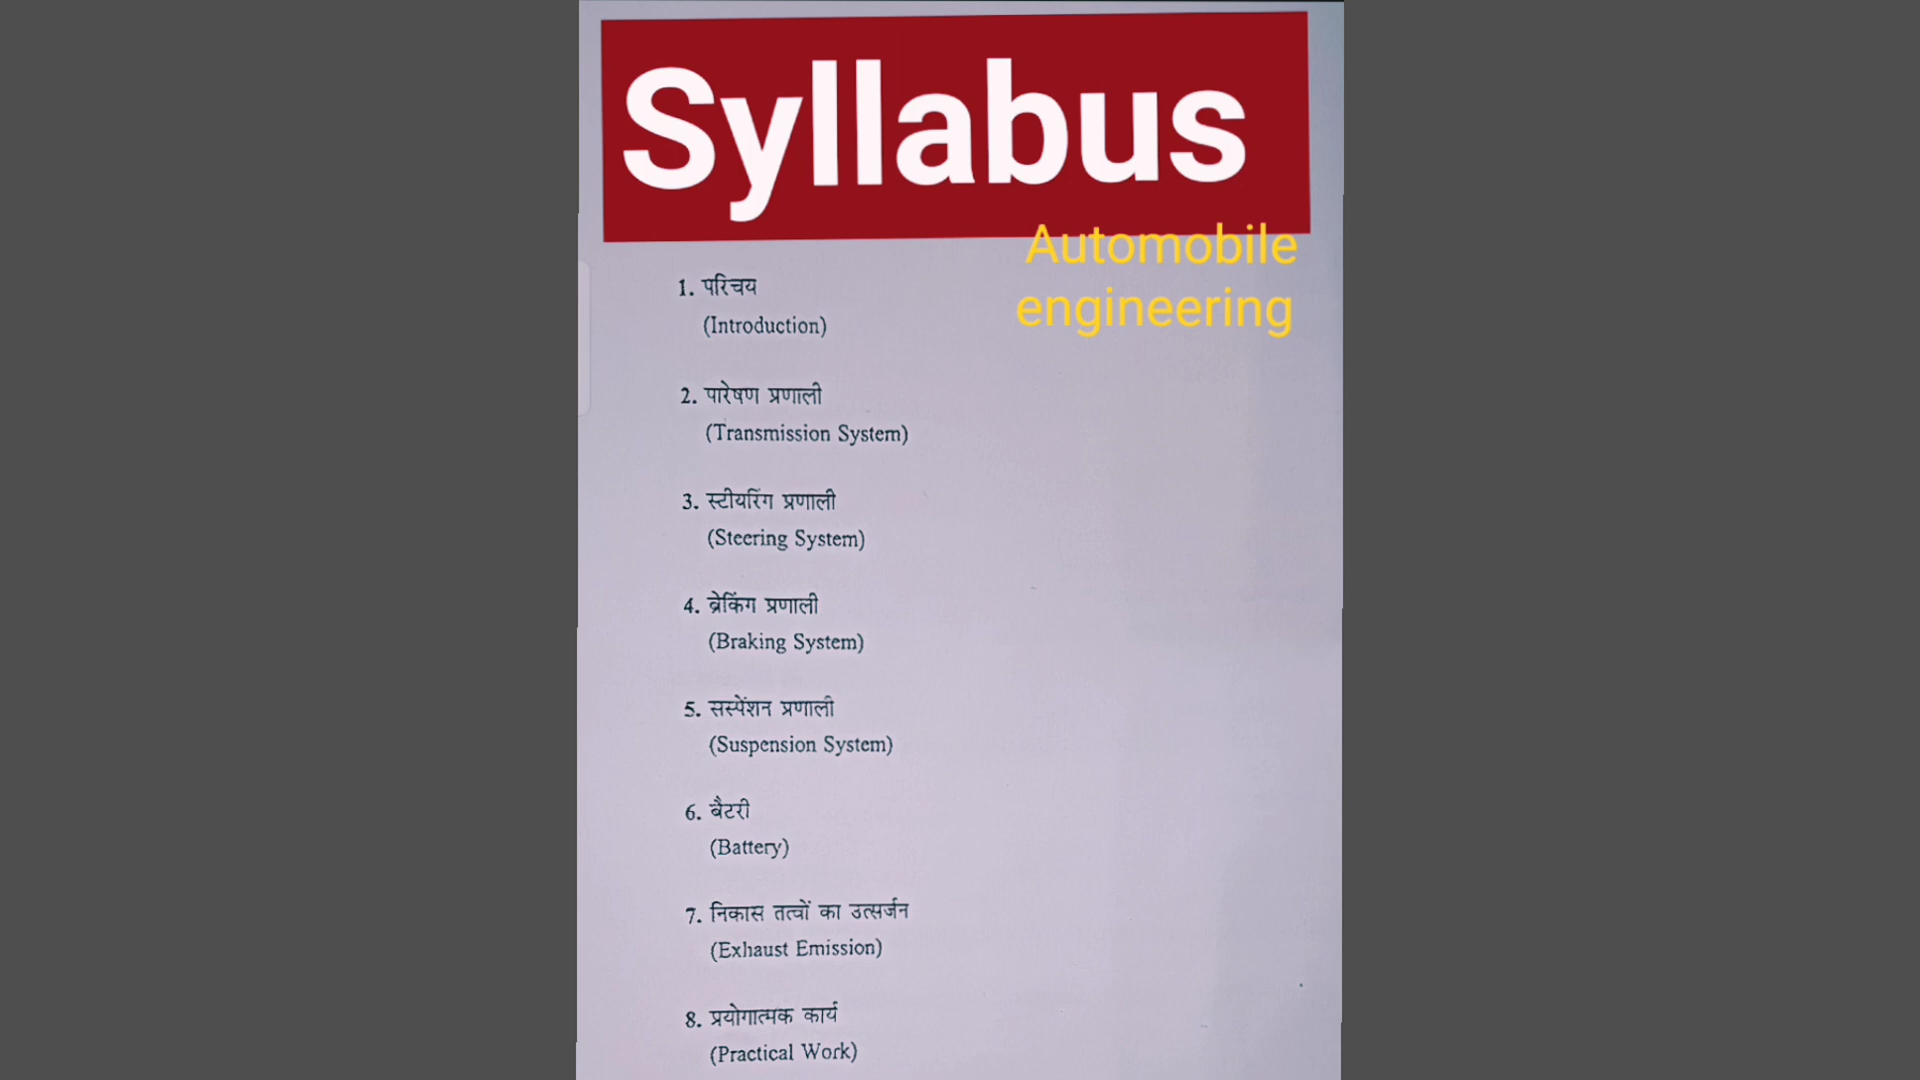 Syllabus
Automobile
engineering
1. परिचय
(Introduction)
2. पारेषण प्रणाली
(Transmission System)
3. स्टीयरिंग प्रणाली
(Steering System)
4. ब्रेकिंग प्रणाली
(Braking System)
5. सस्पेंशन प्रणाली
(Suspension System)
6. बैटरी
(Battery)
7. निकास तत्वों का उत्सर्जन
(Exhaust Emission)
8. प्रयोगात्मक कार्य
(Practical Work)